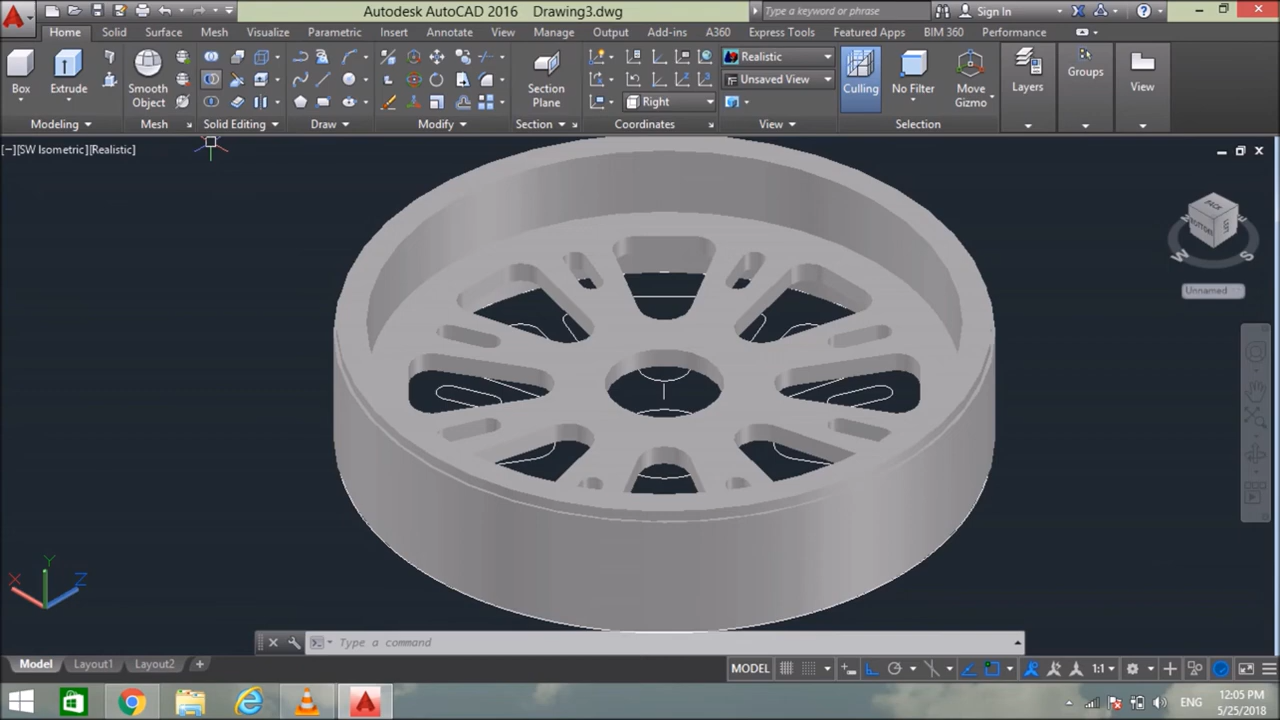 Autodesk AutoCAD 2016 Drawing3.dwg
Type a keyword or phrase
Sign In
Home Solid Surface Mesh Visualize Parametric Insert Annotate View Manage Output Add-ins A360 Express Tools Featured Apps BIM 360 Performance
Box
Extrude
Smooth
Object
Section
Plane
Realistic
Unsaved View
Right
Culling
No Filter
Move
Gizmo
Layers
Groups
View
Modeling
Mesh
Solid Editing
Draw
Modify
Section
Coordinates
View
Selection
[−][SW Isometric][Realistic]
BACK
BOTTOM
LEFT
W
S
Unnamed
X
Y
Z
Type a command
Model Layout1 Layout2
MODEL
1:1
ENG
12:05 PM
5/25/2018